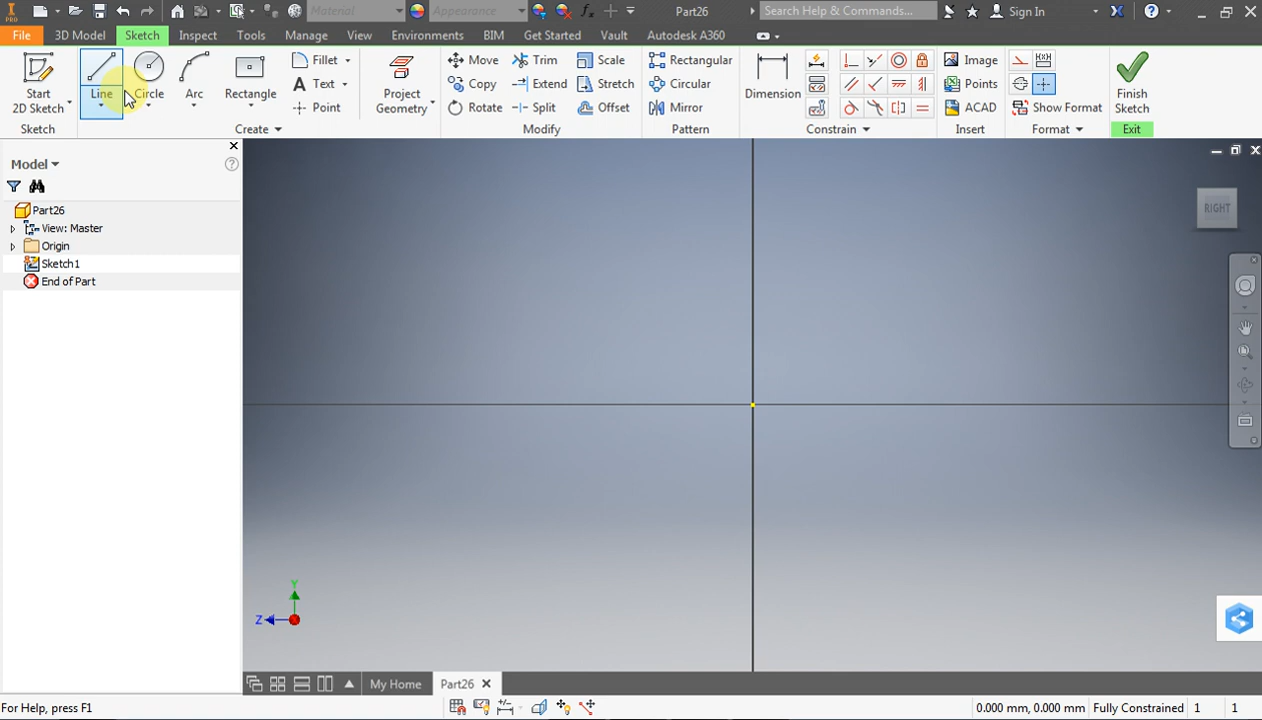 PRO
Material
Appearance
Part26
Search Help & Commands...
Sign In
File
3D Model
Sketch
Inspect
Tools
Manage
View
Environments
BIM
Get Started
Vault
Autodesk A360
Start
2D Sketch
Line
Circle
Arc
Rectangle
Fillet
Text
Point
Project
Geometry
Move
Copy
Rotate
Trim
Extend
Split
Scale
Stretch
Offset
Rectangular
Circular
Mirror
Dimension
Image
Points
ACAD
Show Format
Finish
Sketch
Sketch
Create
Modify
Pattern
Constrain
Insert
Format
Exit
Model
Part26
View: Master
Origin
Sketch1
End of Part
RIGHT
Y
Z
My Home
Part26
For Help, press F1
0.000 mm, 0.000 mm
Fully Constrained
1
1